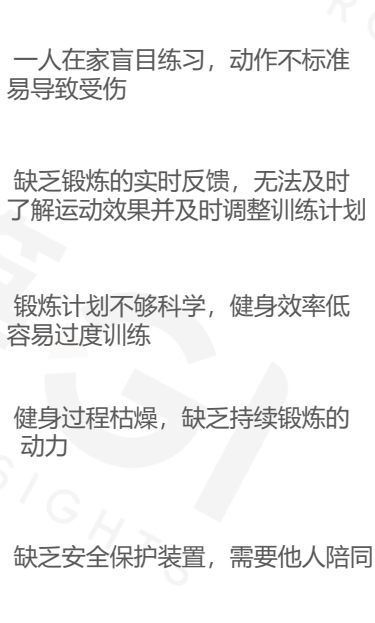 一人在家盲目练习，动作不标准
易导致受伤
缺乏锻炼的实时反馈，无法及时
了解运动效果并及时调整训练计划
锻炼计划不够科学，健身效率低
容易过度训练
健身过程枯燥，缺乏持续锻炼的
动力
缺乏安全保护装置，需要他人陪同